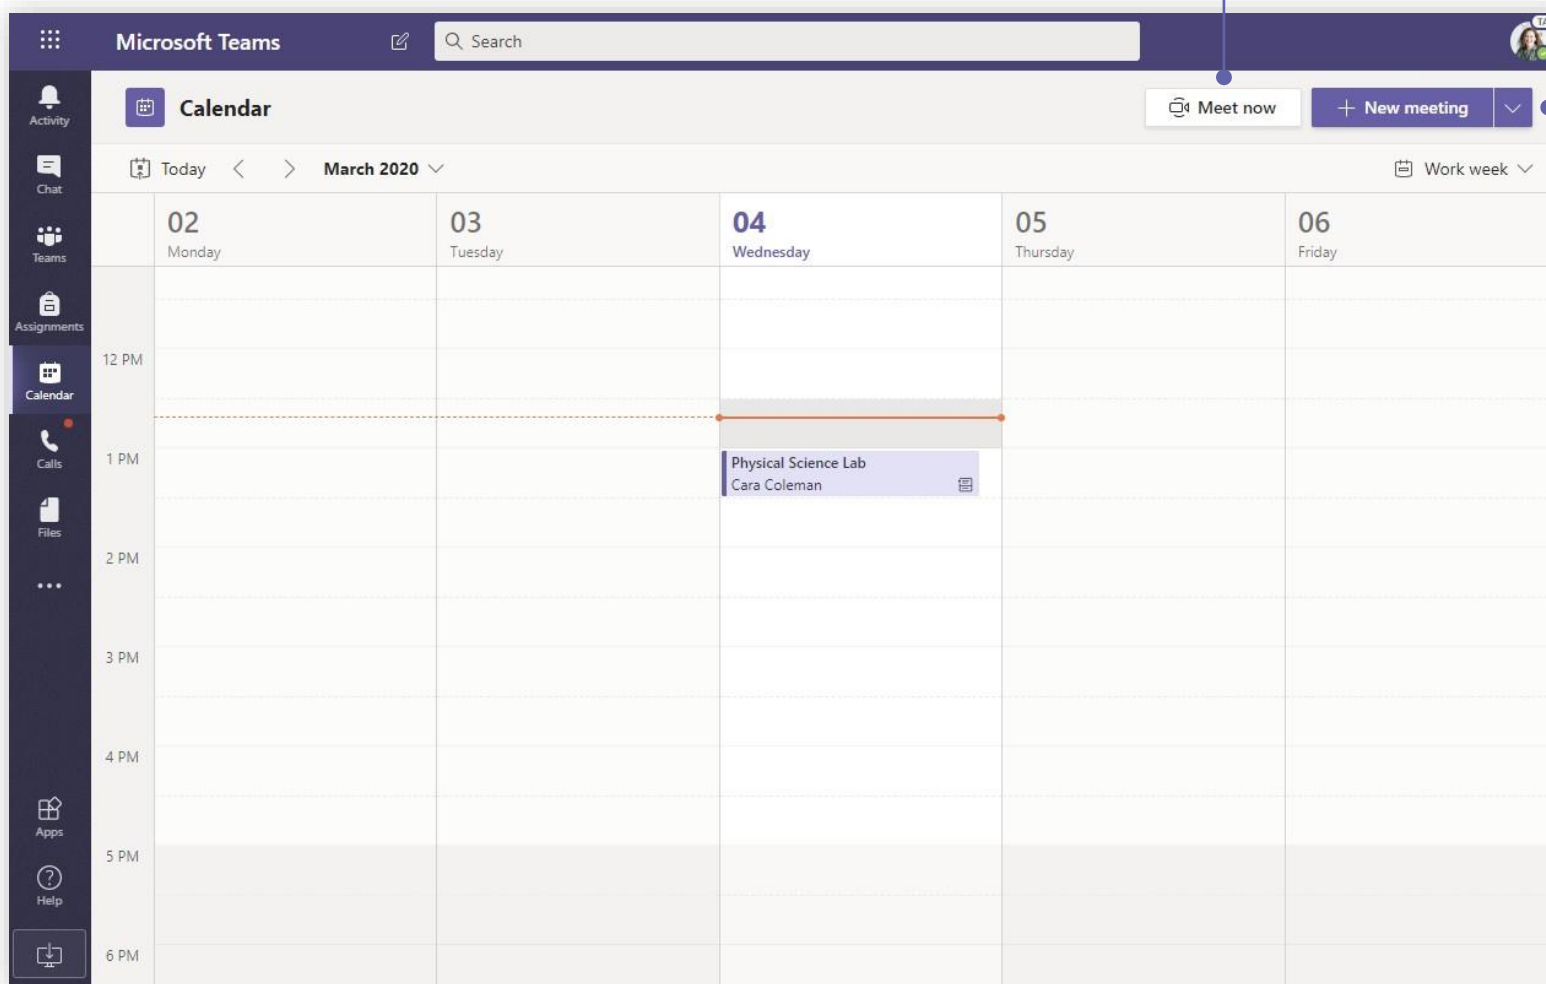 Microsoft Teams
Search
TA
Activity
Chat
Teams
Assignments
Calendar
Calls
Files
Apps
Help
Calendar
Meet now
New meeting
Today
March 2020
Work week
02
Monday
03
Tuesday
04
Wednesday
05
Thursday
06
Friday
12 PM
1 PM
Physical Science Lab
Cara Coleman
2 PM
3 PM
4 PM
5 PM
6 PM